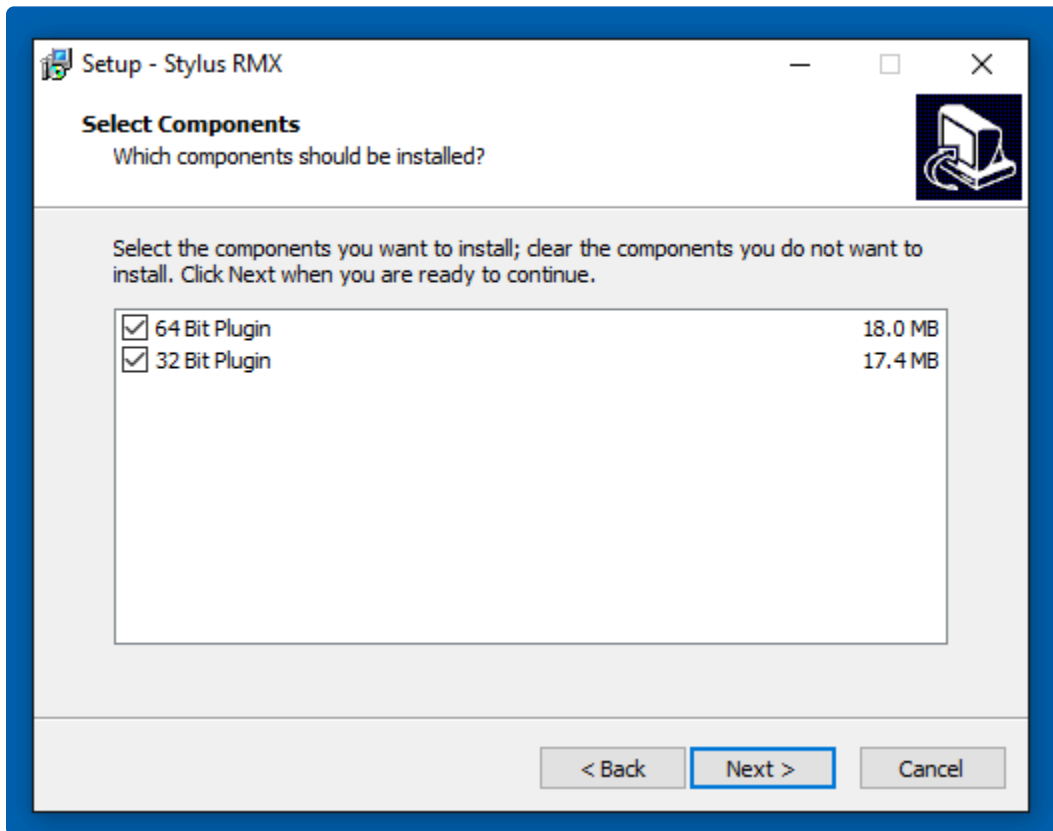 Setup - Stylus RMX
Select Components
Which components should be installed?
Select the components you want to install; clear the components you do not want to
install. Click Next when you are ready to continue.
64 Bit Plugin 18.0 MB
32 Bit Plugin 17.4 MB
< Back Next > Cancel